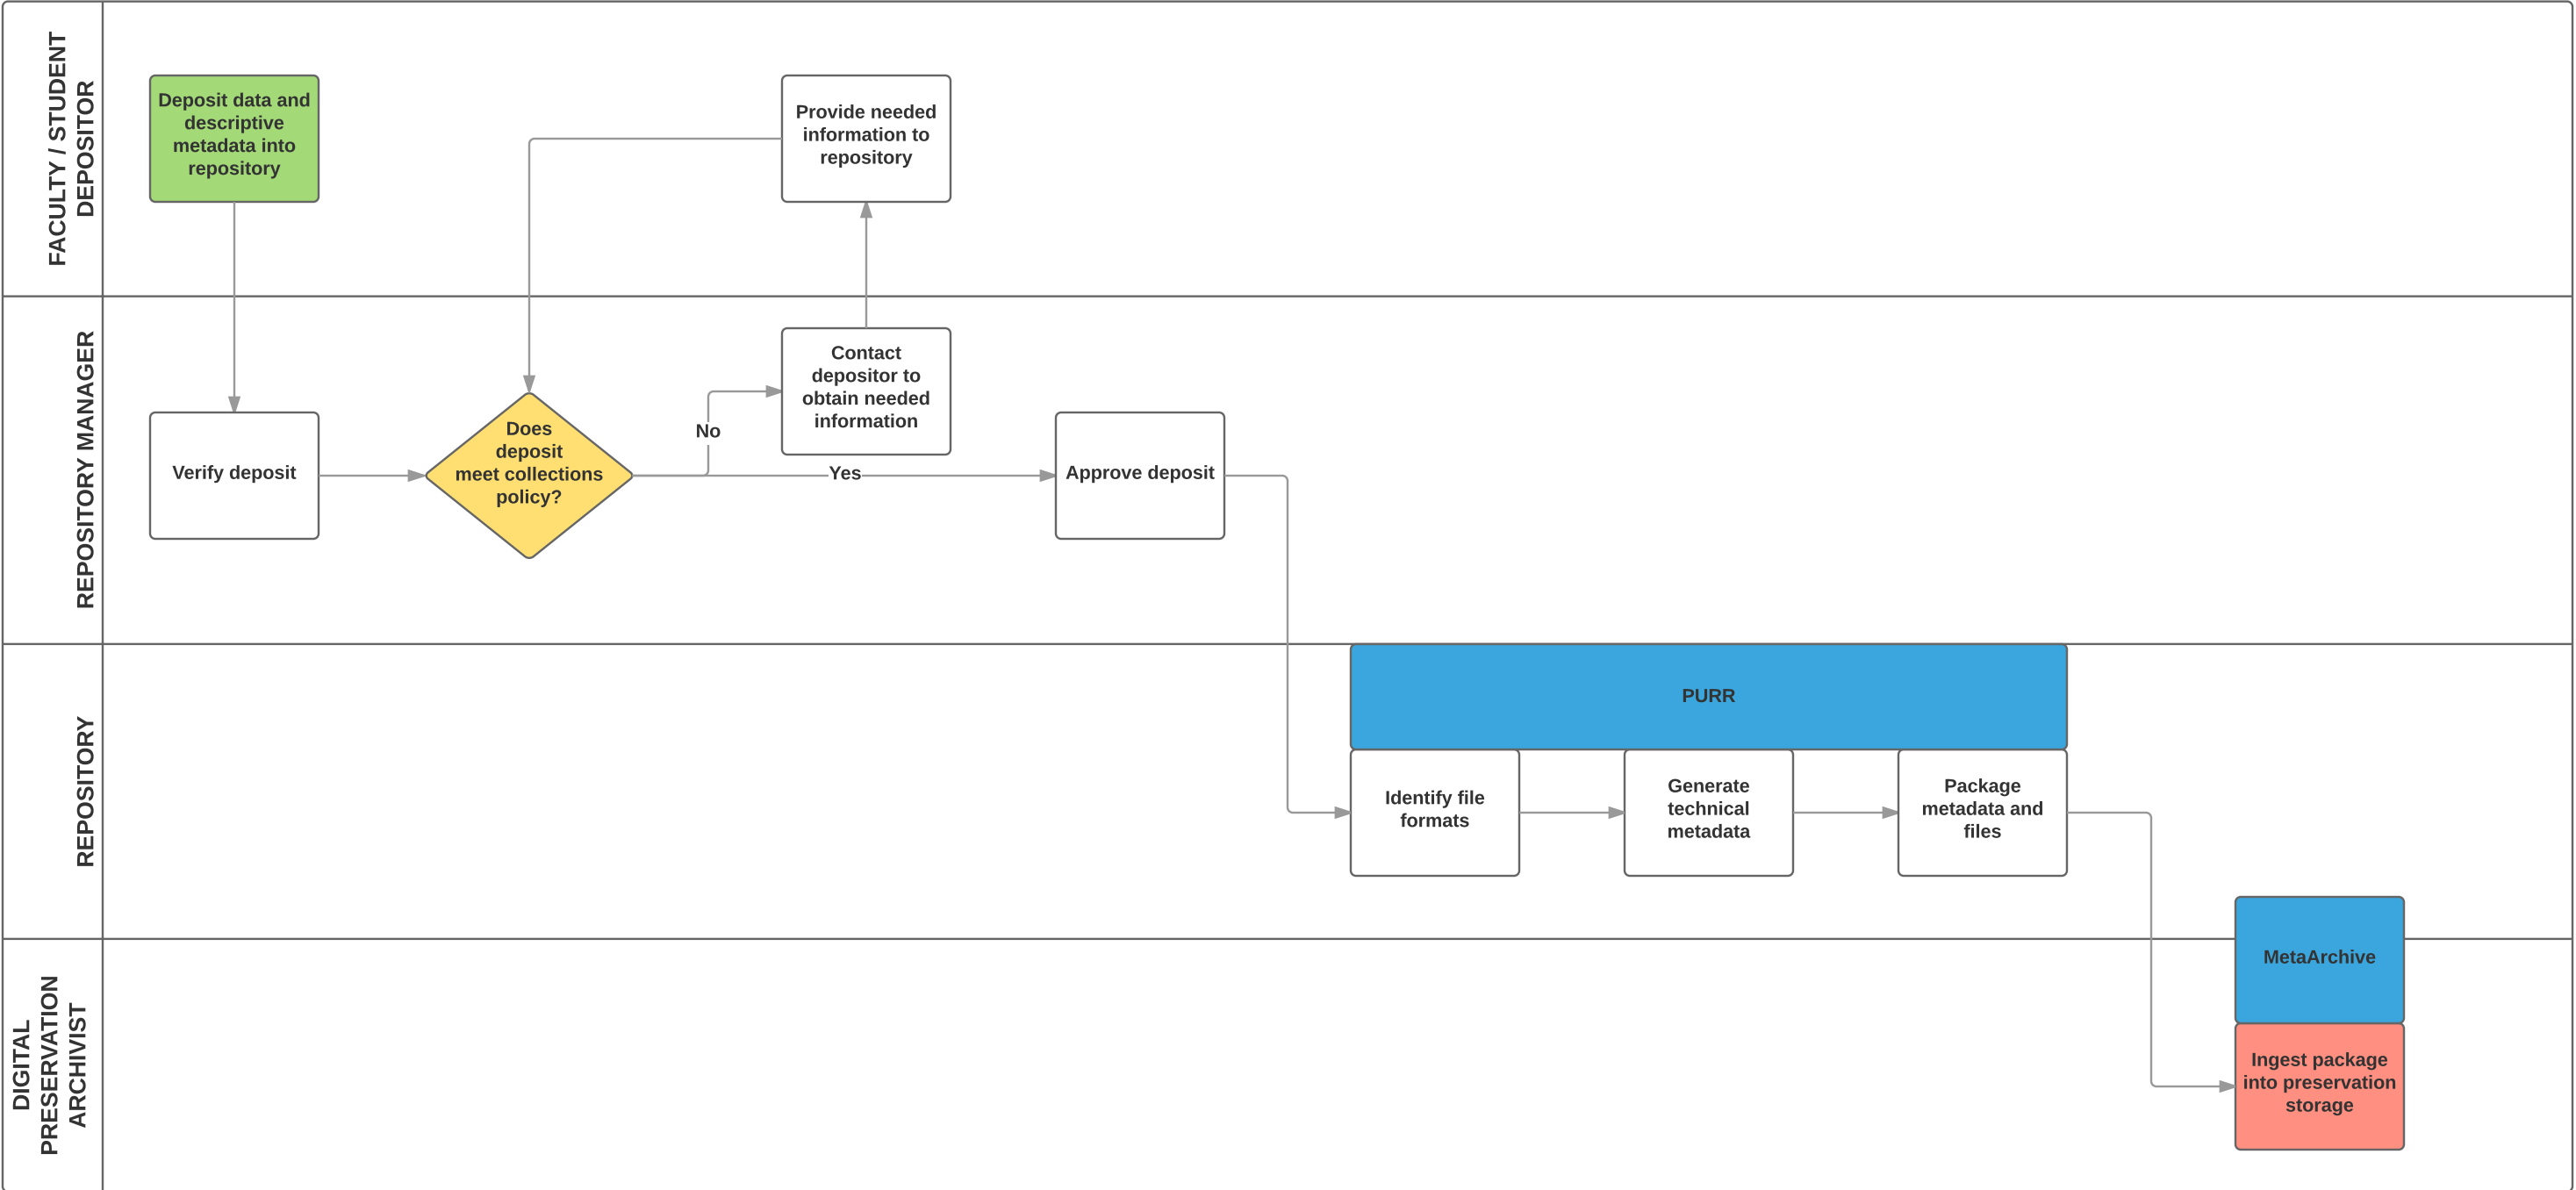 FACULTY / STUDENT
DEPOSITOR
Deposit data and
descriptive
metadata into
repository
Provide needed
information to
repository
REPOSITORY MANAGER
Verify deposit
Does
deposit
meet collections
policy?
No
Contact
depositor to
obtain needed
information
Yes
Approve deposit
REPOSITORY
PURR
Identify file
formats
Generate
technical
metadata
Package
metadata and
files
DIGITAL
PRESERVATION
ARCHIVIST
MetaArchive
Ingest package
into preservation
storage